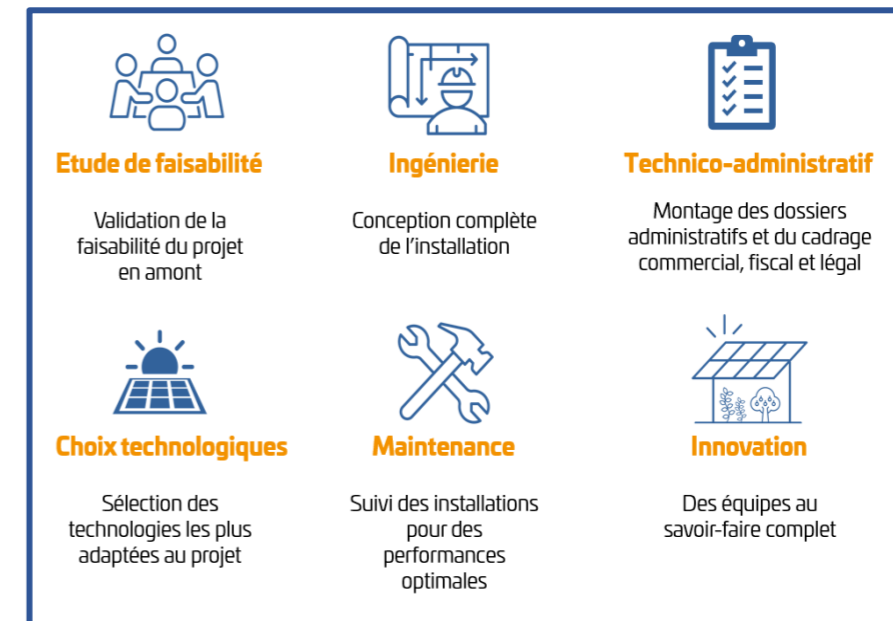 Etude de faisabilité
Validation de la
faisabilité du projet
en amont
Ingénierie
Conception complète
de l'installation
Technico-administratif
Montage des dossiers
administratifs et du cadrage
commercial, fiscal et légal
Choix technologiques
Sélection des
technologies les plus
adaptées au projet
Maintenance
Suivi des installations
pour des
performances
optimales
Innovation
Des équipes au
savoir-faire complet